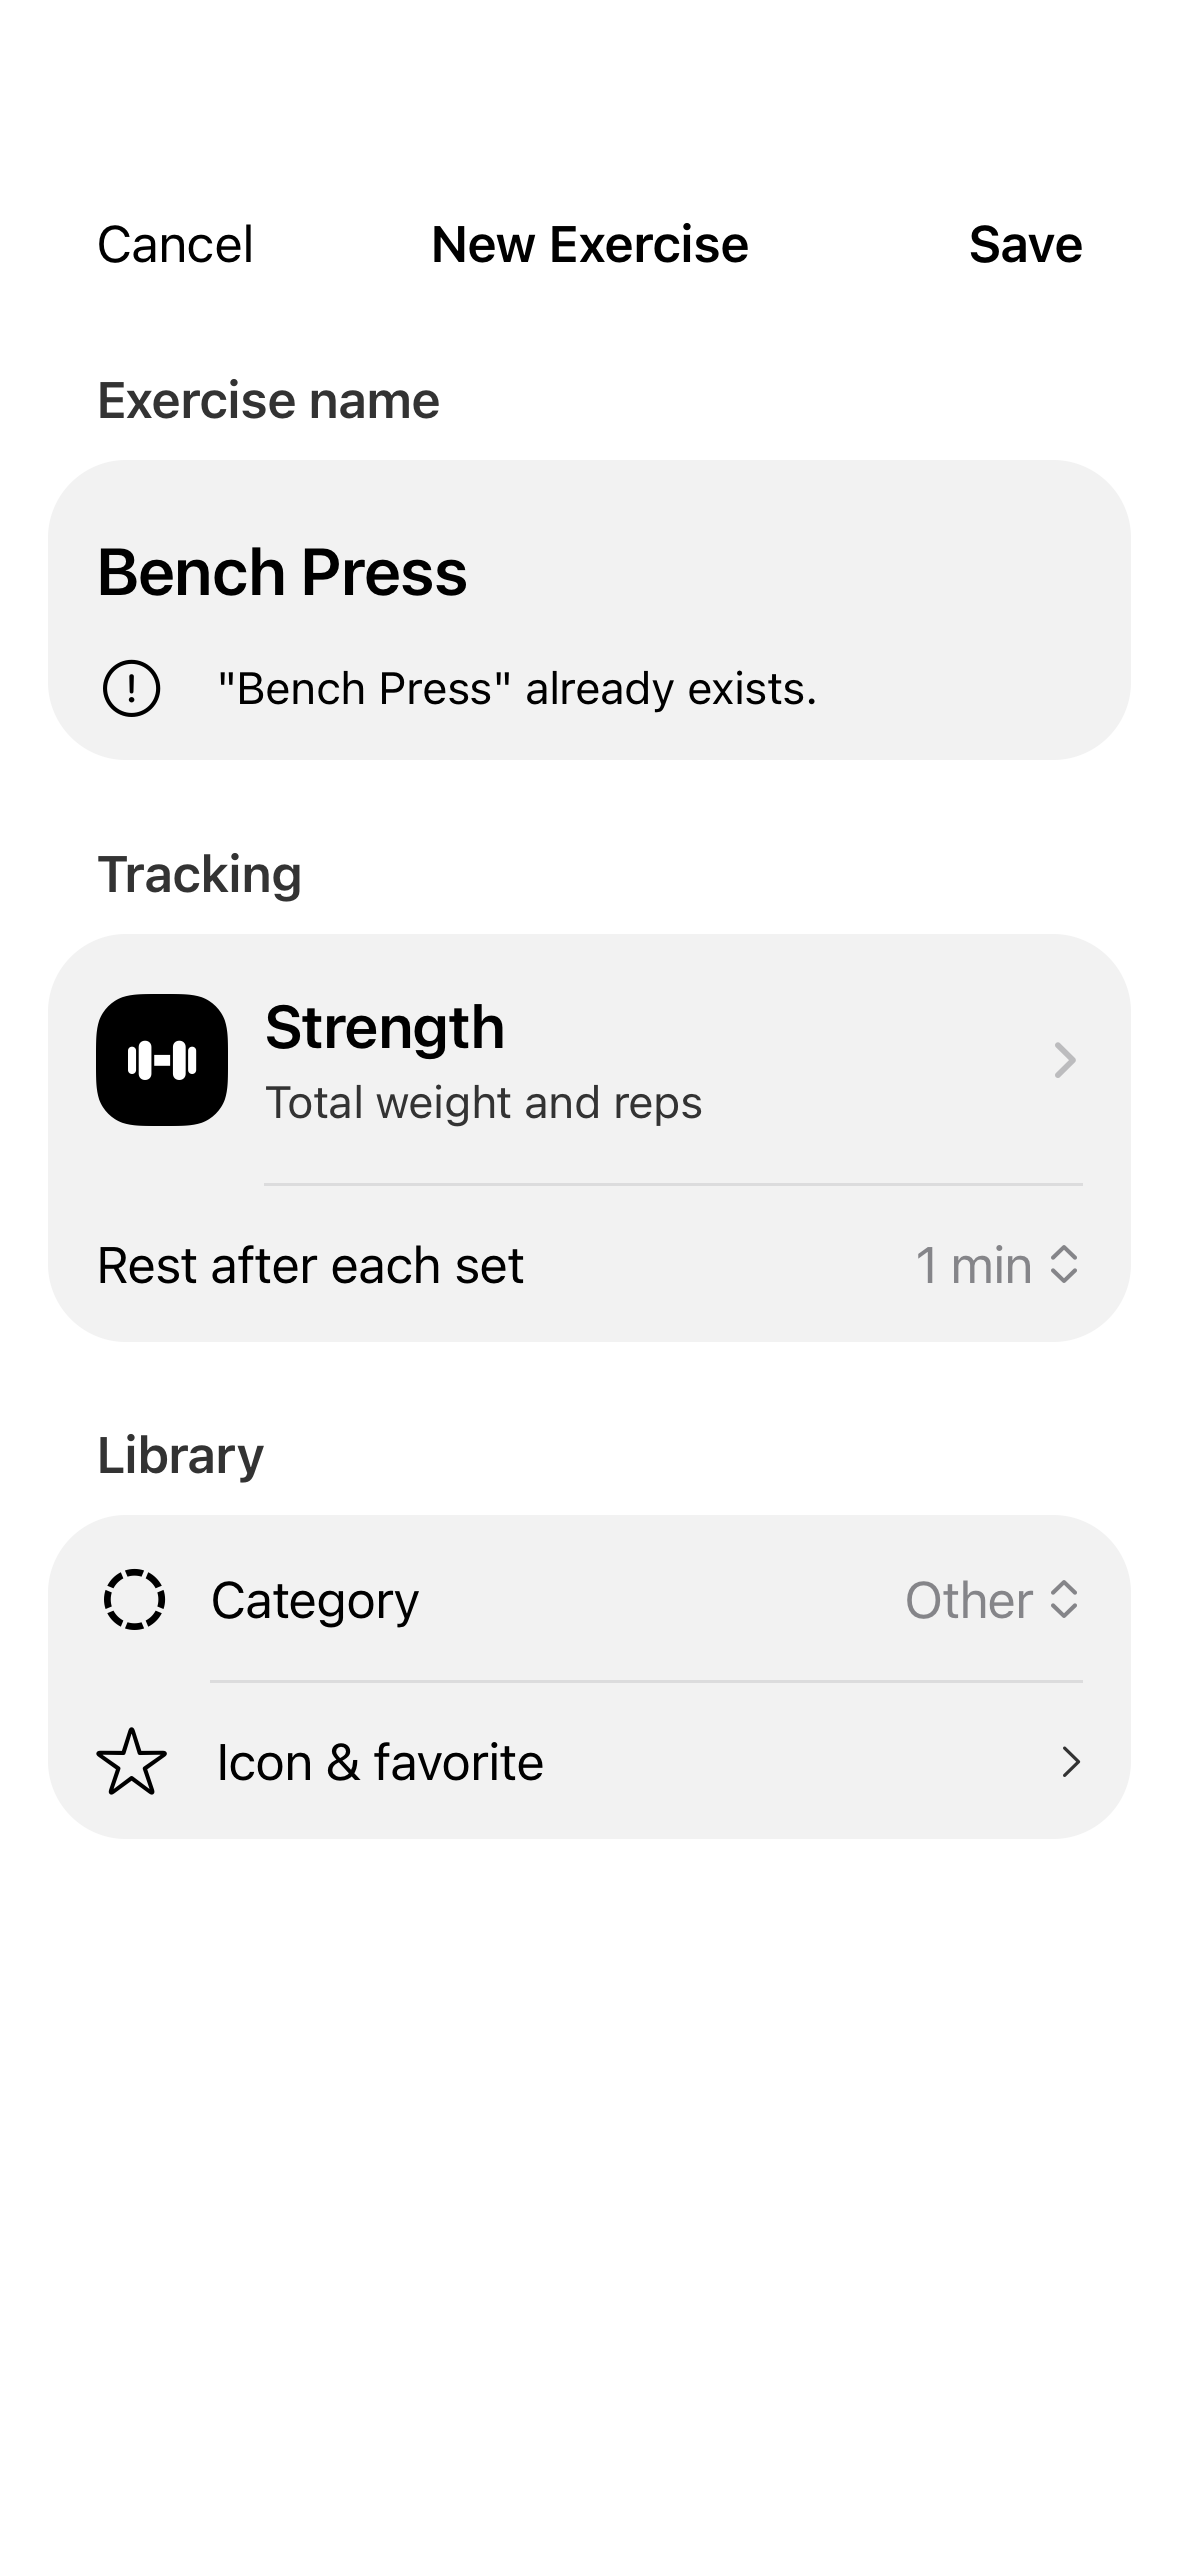 Cancel
New Exercise
Save
Exercise name
Bench Press
"Bench Press" already exists.
Tracking
Strength
Total weight and reps
Rest after each set
1 min
Library
Category
Other
Icon & favorite